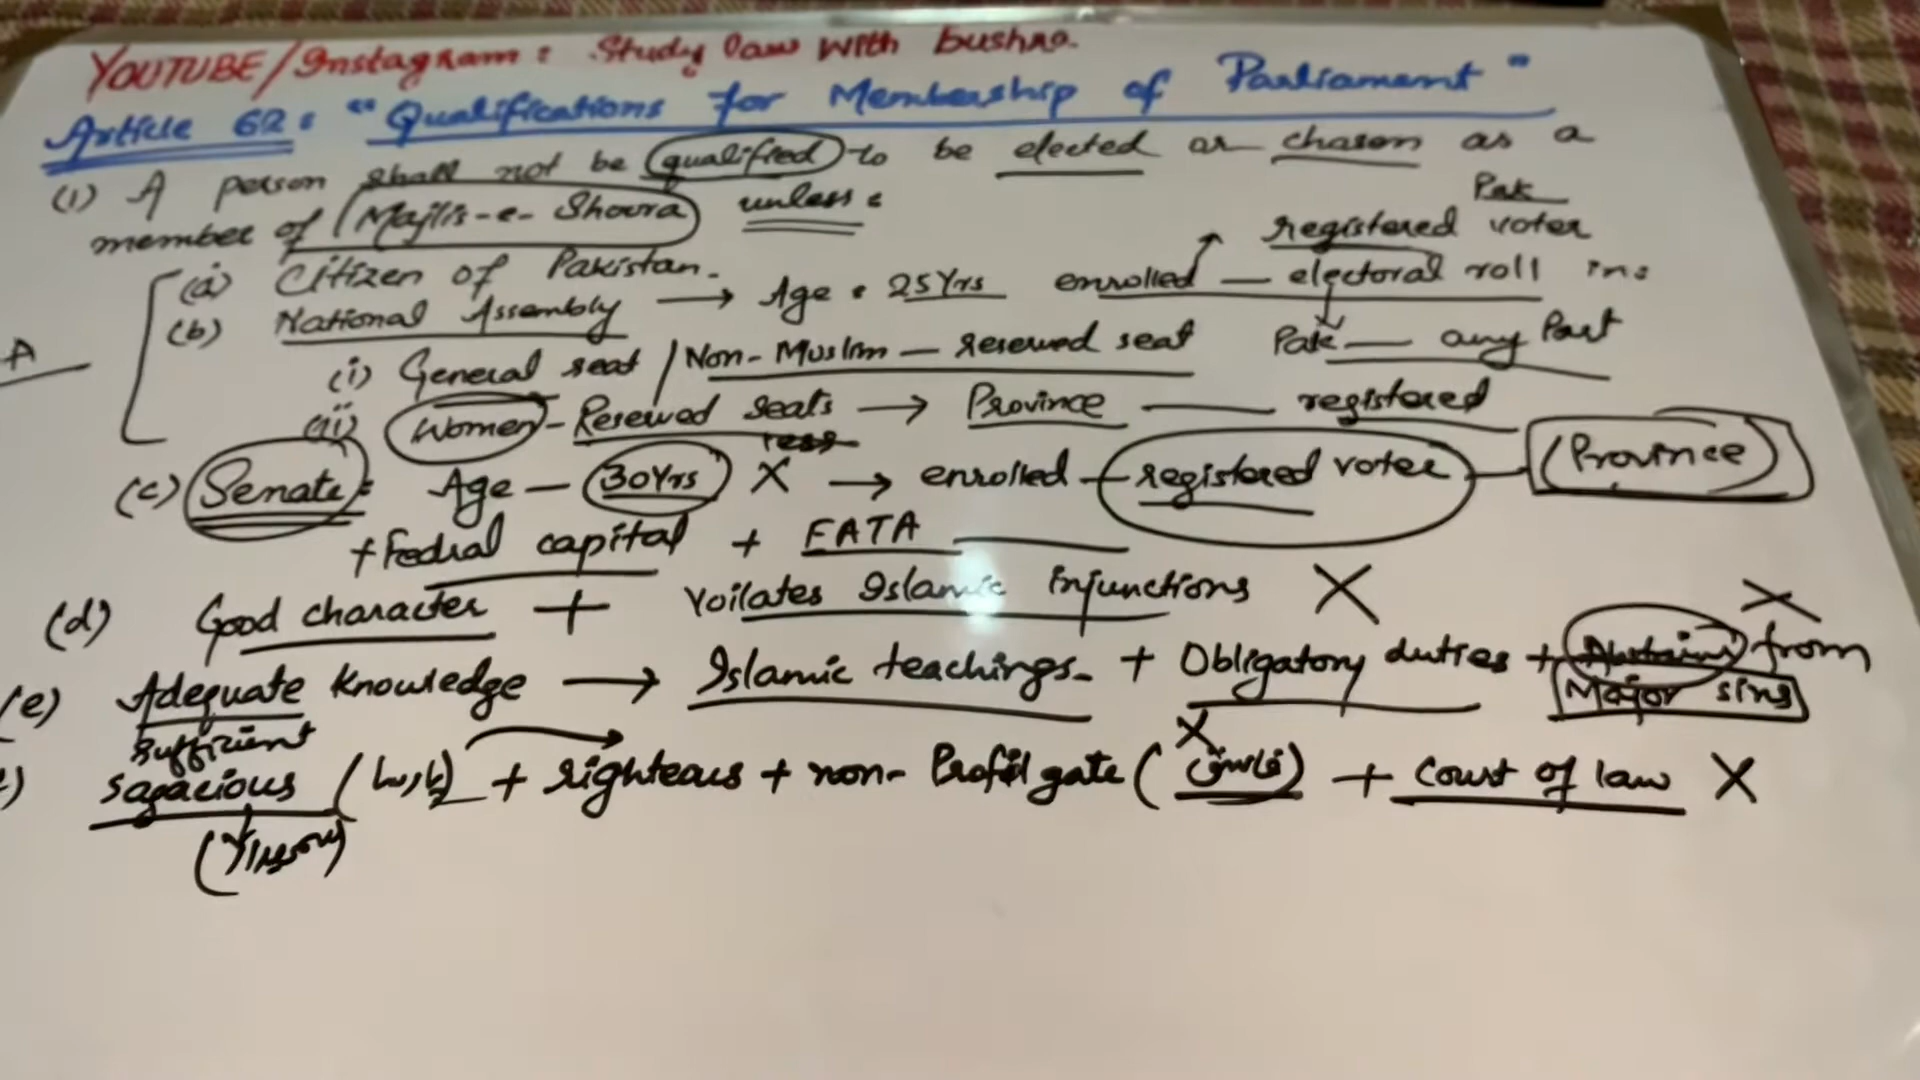 YOUTUBE/Instagram: Study law with bushra.
Article 62: "Qualifications for Membership of Parliament"
(1) A person shall not be qualified to be elected or chosen as a
member of Majlis-e-Shoora unless:
Pak
registered voter
(a) Citizen of Pakistan.
(b) National Assembly → Age: 25Yrs enrolled — electoral roll in:
A
(i) General seat / Non-Muslim — reserved seat Pak — any Part
(ii) Women - Reserved seats → Province — registered
less
(c) Senate: Age — 30Yrs X → enrolled — registered voter — (Province)
+ Fedral capital + FATA
(d) Good character + Voilates Islamic injunctions X
(e) Adequate knowledge → Islamic teachings. + Obligatory duties + Abstains from
Sufficient
Major sins
sagacious + righteous + non-Profligate (فاسق) X + Court of law X